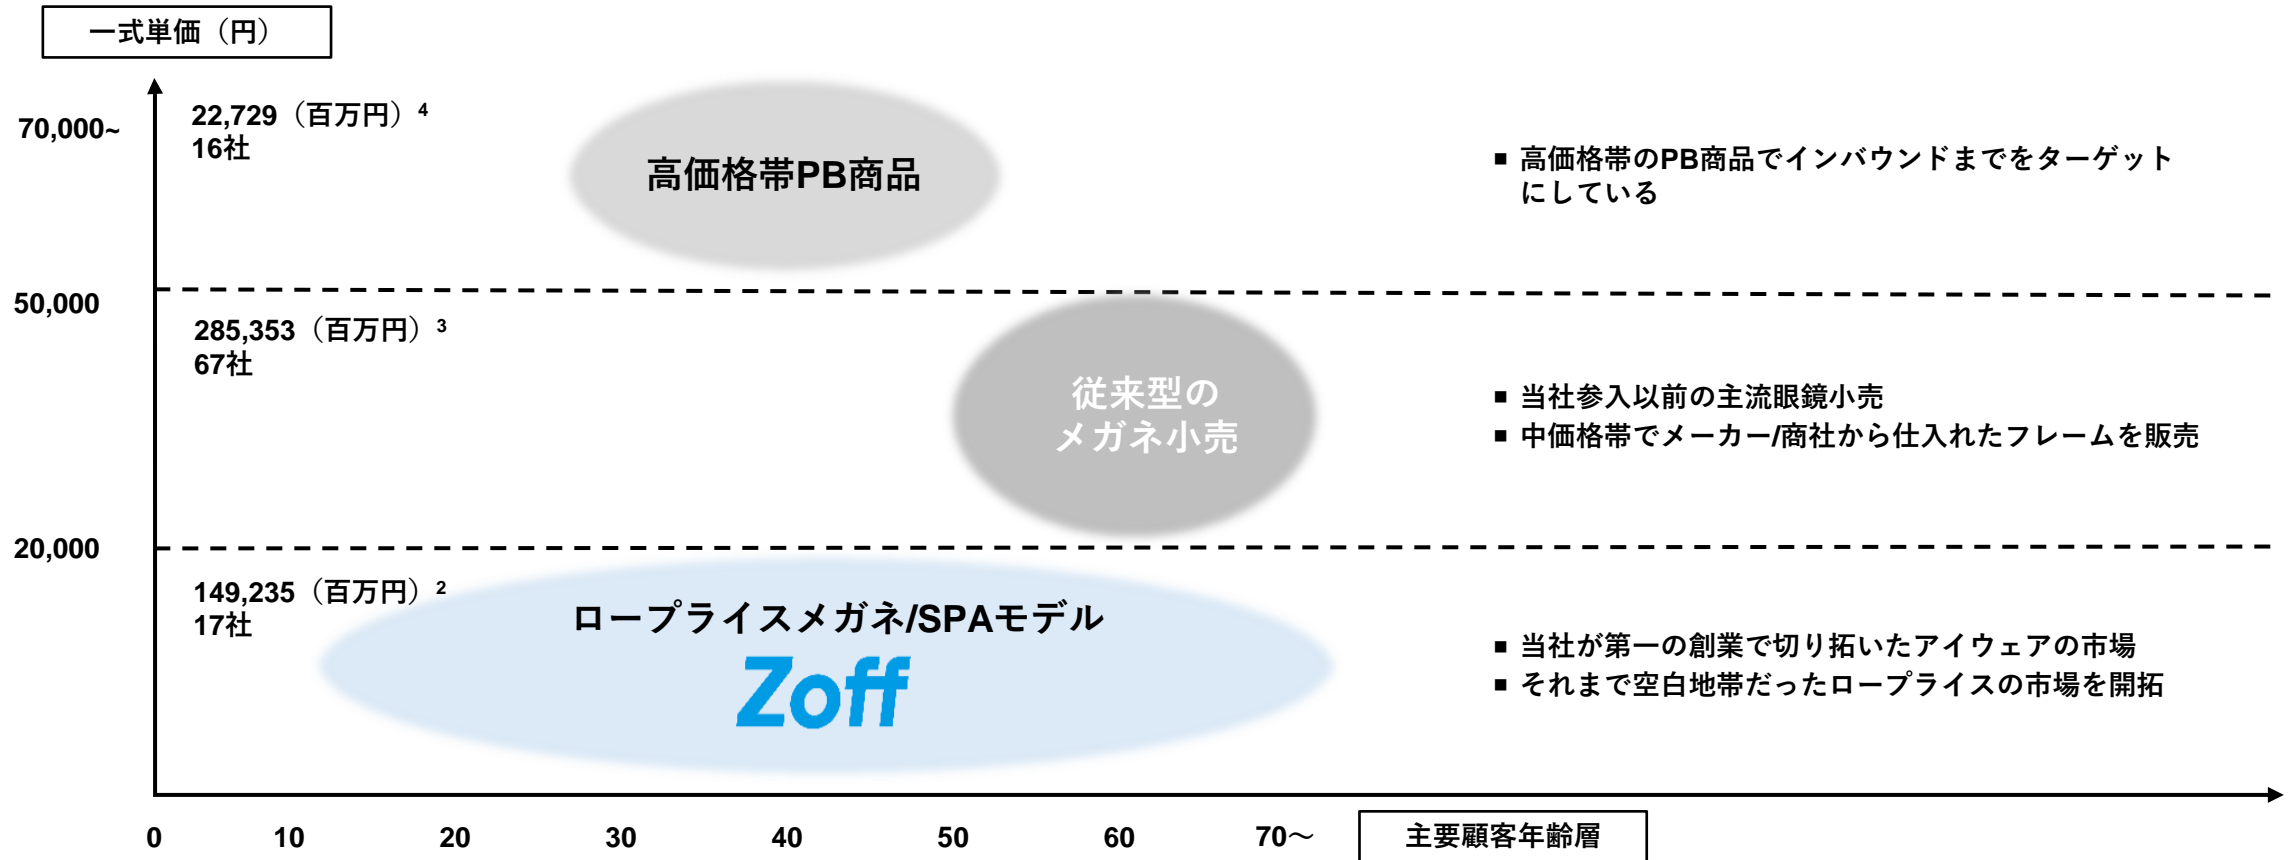 一式単価（円）
70,000~
22,729（百万円）4
16社
高価格帯PB商品
■ 高価格帯のPB商品でインバウンドまでをターゲット
にしている
50,000
285,353（百万円）3
67社
従来型の
メガネ小売
■ 当社参入以前の主流眼鏡小売
■ 中価格帯でメーカー/商社から仕入れたフレームを販売
20,000
149,235（百万円）2
17社
ロープライスメガネ/SPAモデル
Zoff
■ 当社が第一の創業で切り拓いたアイウェアの市場
■ それまで空白地帯だったロープライスの市場を開拓
0 10 20 30 40 50 60 70～
主要顧客年齢層